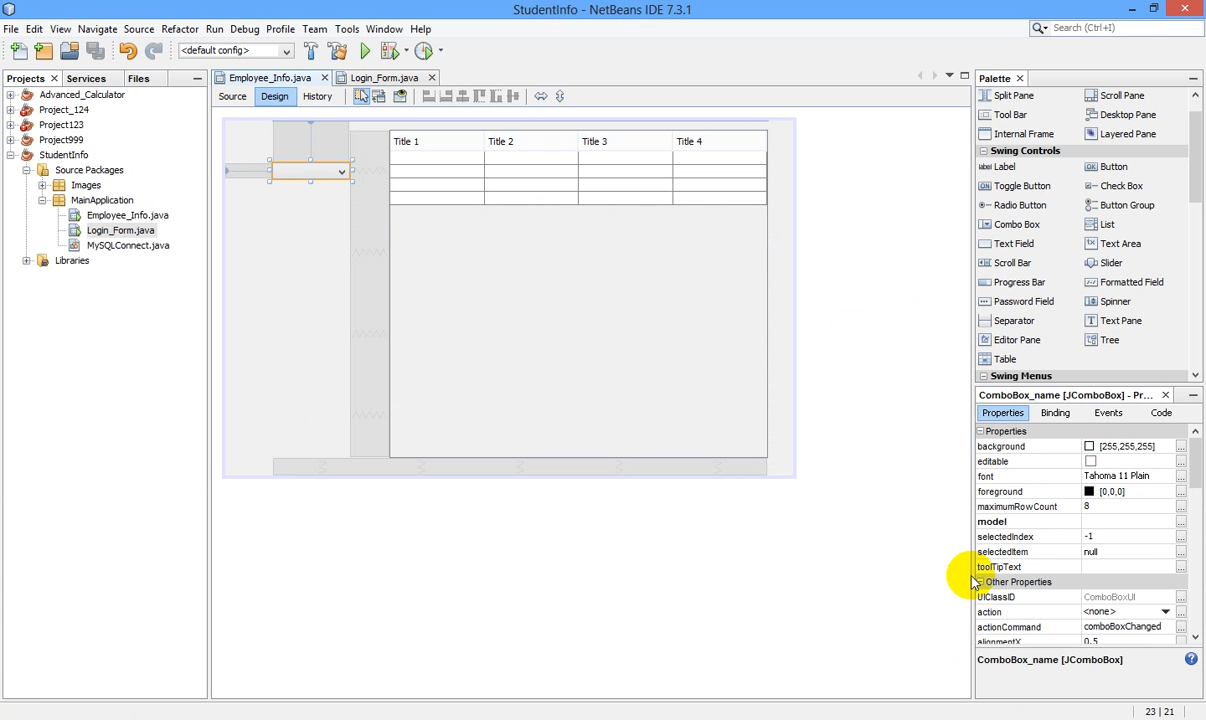 StudentInfo - NetBeans IDE 7.3.1
File Edit View Navigate Source Refactor Run Debug Profile Team Tools Window Help
Search (Ctrl+I)
<default config>
Projects Services Files
Advanced_Calculator
Project_124
Project123
Project999
StudentInfo
Source Packages
Images
MainApplication
Employee_Info.java
Login_Form.java
MySQLConnect.java
Libraries
Employee_Info.java Login_Form.java
Source Design History
Title 1 Title 2 Title 3 Title 4
Palette
Split Pane Scroll Pane
Tool Bar Desktop Pane
Internal Frame Layered Pane
Swing Controls
label Label Button
Toggle Button Check Box
Radio Button Button Group
Combo Box List
Text Field Text Area
Scroll Bar Slider
Progress Bar Formatted Field
Password Field Spinner
Separator Text Pane
Editor Pane Tree
Table
Swing Menus
ComboBox_name [JComboBox] - Pr...
Properties Binding Events Code
Properties
background [255,255,255] ...
editable ...
font Tahoma 11 Plain ...
foreground [0,0,0] ...
maximumRowCount 8 ...
model ...
selectedIndex -1 ...
selectedItem null ...
toolTipText ...
Other Properties
UIClassID ComboBoxUI ...
action <none> ...
actionCommand comboBoxChanged ...
alignmentX 0.5
ComboBox_name [JComboBox]
23 | 21